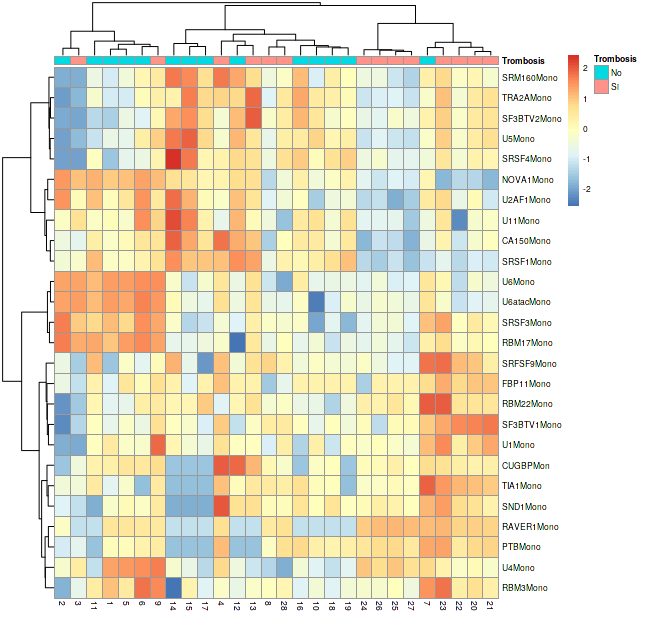 Trombosis
SRM160Mono
TRA2AMono
SF3BTV2Mono
U5Mono
SRSF4Mono
NOVA1Mono
U2AF1Mono
U11Mono
CA150Mono
SRSF1Mono
U6Mono
U6atacMono
SRSF3Mono
RBM17Mono
SRFSF9Mono
FBP11Mono
RBM22Mono
SF3BTV1Mono
U1Mono
CUGBPMon
TIA1Mono
SND1Mono
RAVER1Mono
PTBMono
U4Mono
RBM3Mono
2 3 11 1 5 6 9 14 15 17 4 12 13 8 28 16 10 18 19 24 26 25 27 7 23 22 20 21
2
1
0
-1
-2
Trombosis
No
SI